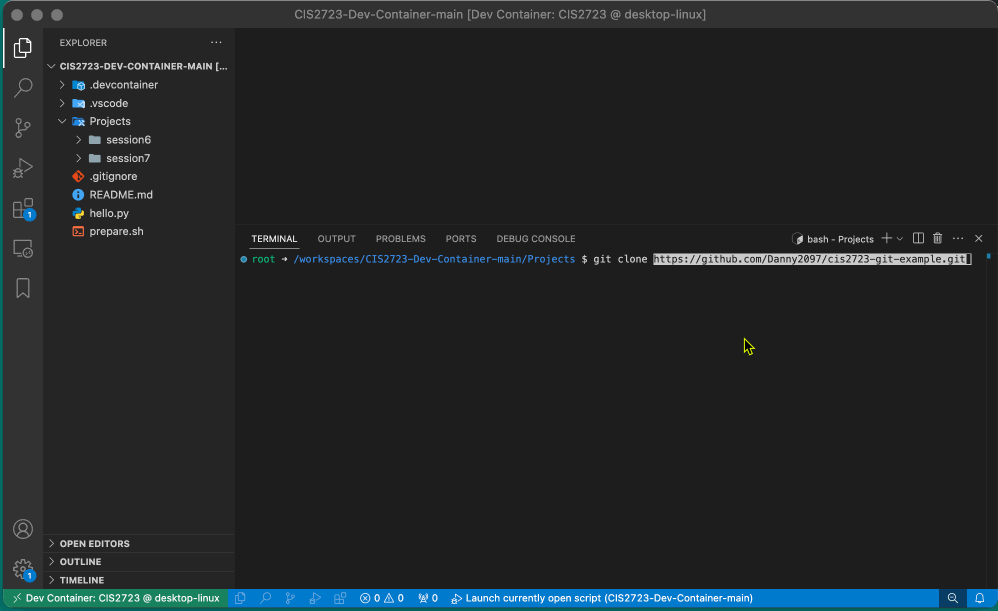 CIS2723-Dev-Container-main [Dev Container: CIS2723 @ desktop-linux]
EXPLORER
CIS2723-DEV-CONTAINER-MAIN [...
.devcontainer
.vscode
Projects
session6
session7
.gitignore
README.md
hello.py
prepare.sh
TERMINAL OUTPUT PROBLEMS PORTS DEBUG CONSOLE bash - Projects
root ➜ /workspaces/CIS2723-Dev-Container-main/Projects $ git clone https://github.com/Danny2097/cis2723-git-example.git
1
OPEN EDITORS
OUTLINE
TIMELINE
1
Dev Container: CIS2723 @ desktop-linux 0 0 0 Launch currently open script (CIS2723-Dev-Container-main)